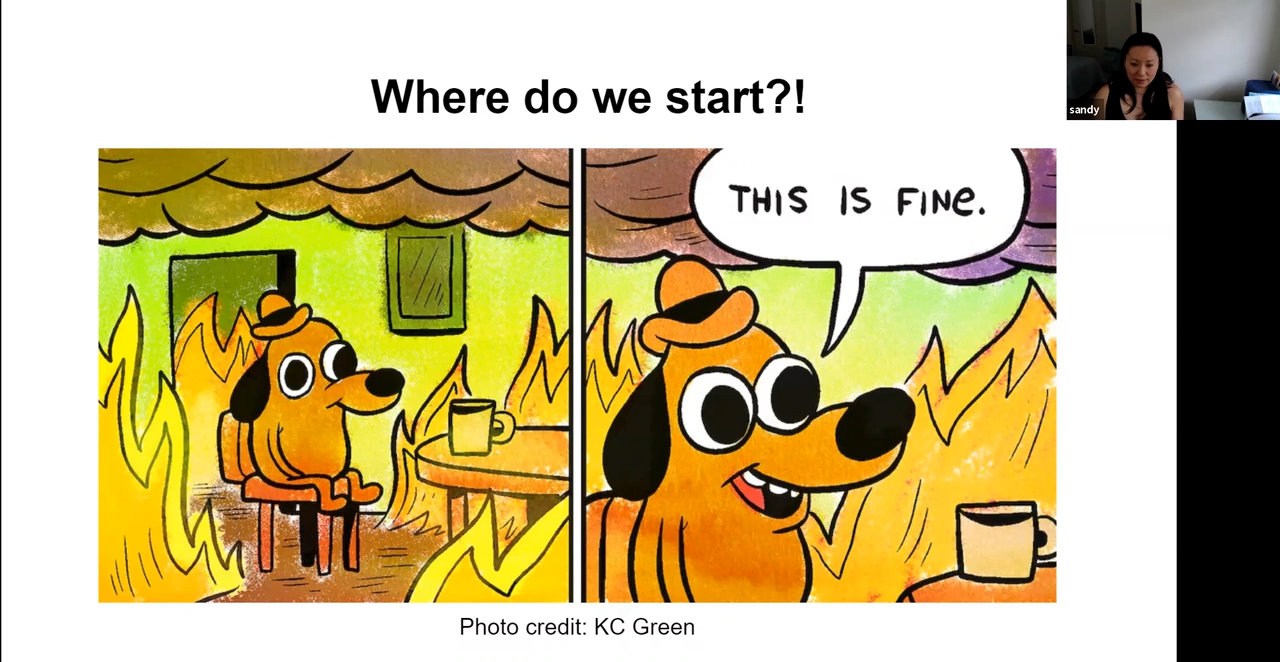 Where do we start?!
sandy
THIS IS FINe.
Photo credit: KC Green